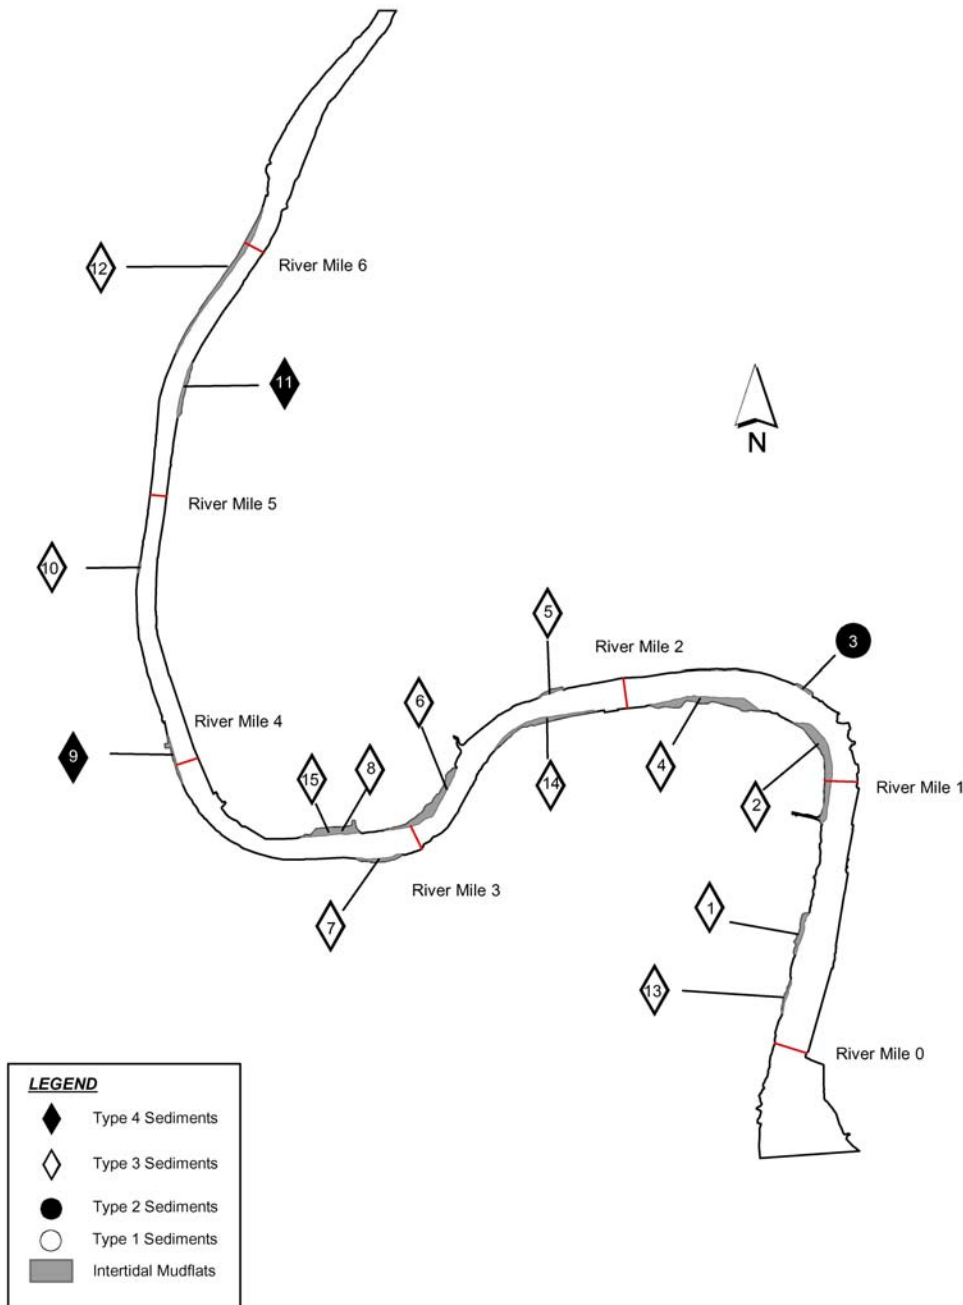 12
River Mile 6
11
N
River Mile 5
10
5
3
River Mile 2
6
River Mile 4
9
4
14
15
8
2
River Mile 1
River Mile 3
1
7
13
River Mile 0
LEGEND
Type 4 Sediments
Type 3 Sediments
Type 2 Sediments
Type 1 Sediments
Intertidal Mudflats